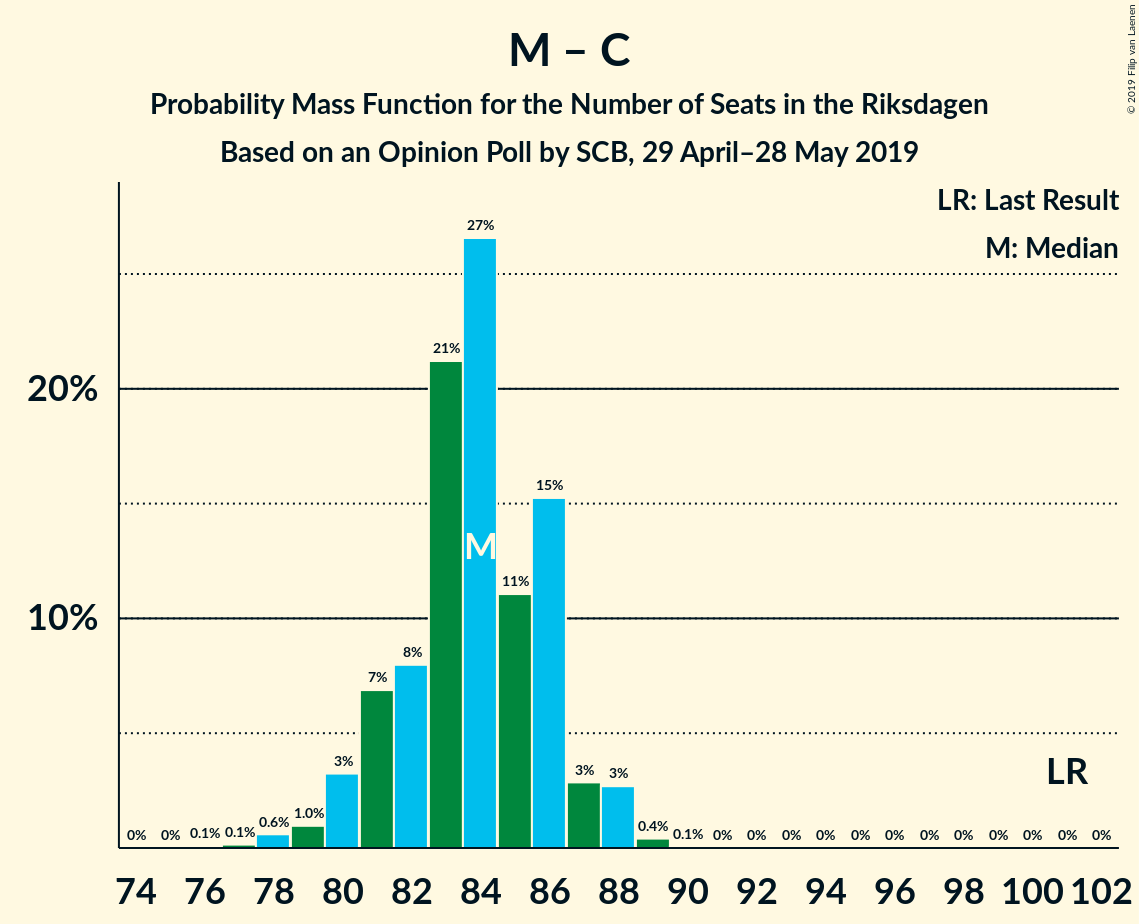 M – C
Probability Mass Function for the Number of Seats in the Riksdagen
Based on an Opinion Poll by SCB, 29 April–28 May 2019
© 2019 Filip van Laenen
LR: Last Result
M: Median
20%
10%
0% 0% 0.1% 0.1% 0.6% 1.0% 3% 7% 8% 21% 27% 11% 15% 3% 3% 0.4% 0.1% 0% 0% 0% 0% 0% 0% 0% 0% 0% 0% 0% 0%
M
LR
74 76 78 80 82 84 86 88 90 92 94 96 98 100 102